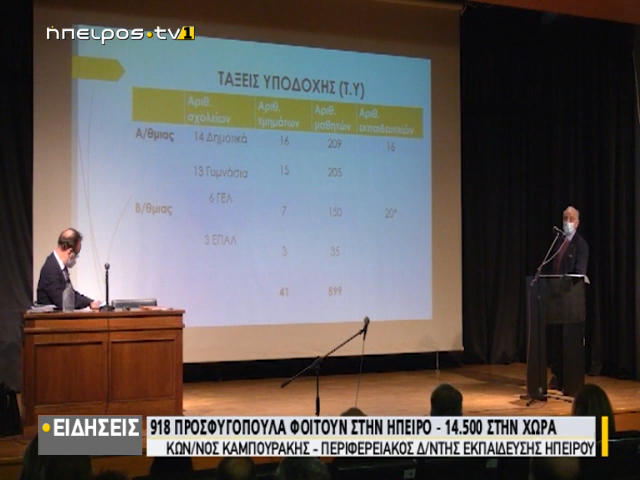 ηπειρος·tv1
ΤΑΞΕΙΣ ΥΠΟΔΟΧΗΣ (Τ.Υ)
Αριθ. σχολείων Αριθ. τμημάτων Αριθ. μαθητών Αριθ. εκπαιδευτικών
Α/θμιας 14 Δημοτικά 16 209 16
13 Γυμνάσια 15 205
Β/θμιας 6 ΓΕΛ 7 150 20*
3 ΕΠΑΛ 3 35
41 599
·ΕΙΔΗΣΕΙΣ
918 ΠΡΟΣΦΥΓΟΠΟΥΛΑ ΦΟΙΤΟΥΝ ΣΤΗΝ ΗΠΕΙΡΟ - 14.500 ΣΤΗΝ ΧΩΡΑ
ΚΩΝ/ΝΟΣ ΚΑΜΠΟΥΡΑΚΗΣ – ΠΕΡΙΦΕΡΕΙΑΚΟΣ Δ/ΝΤΗΣ ΕΚΠΑΙΔΕΥΣΗΣ ΗΠΕΙΡΟΥ